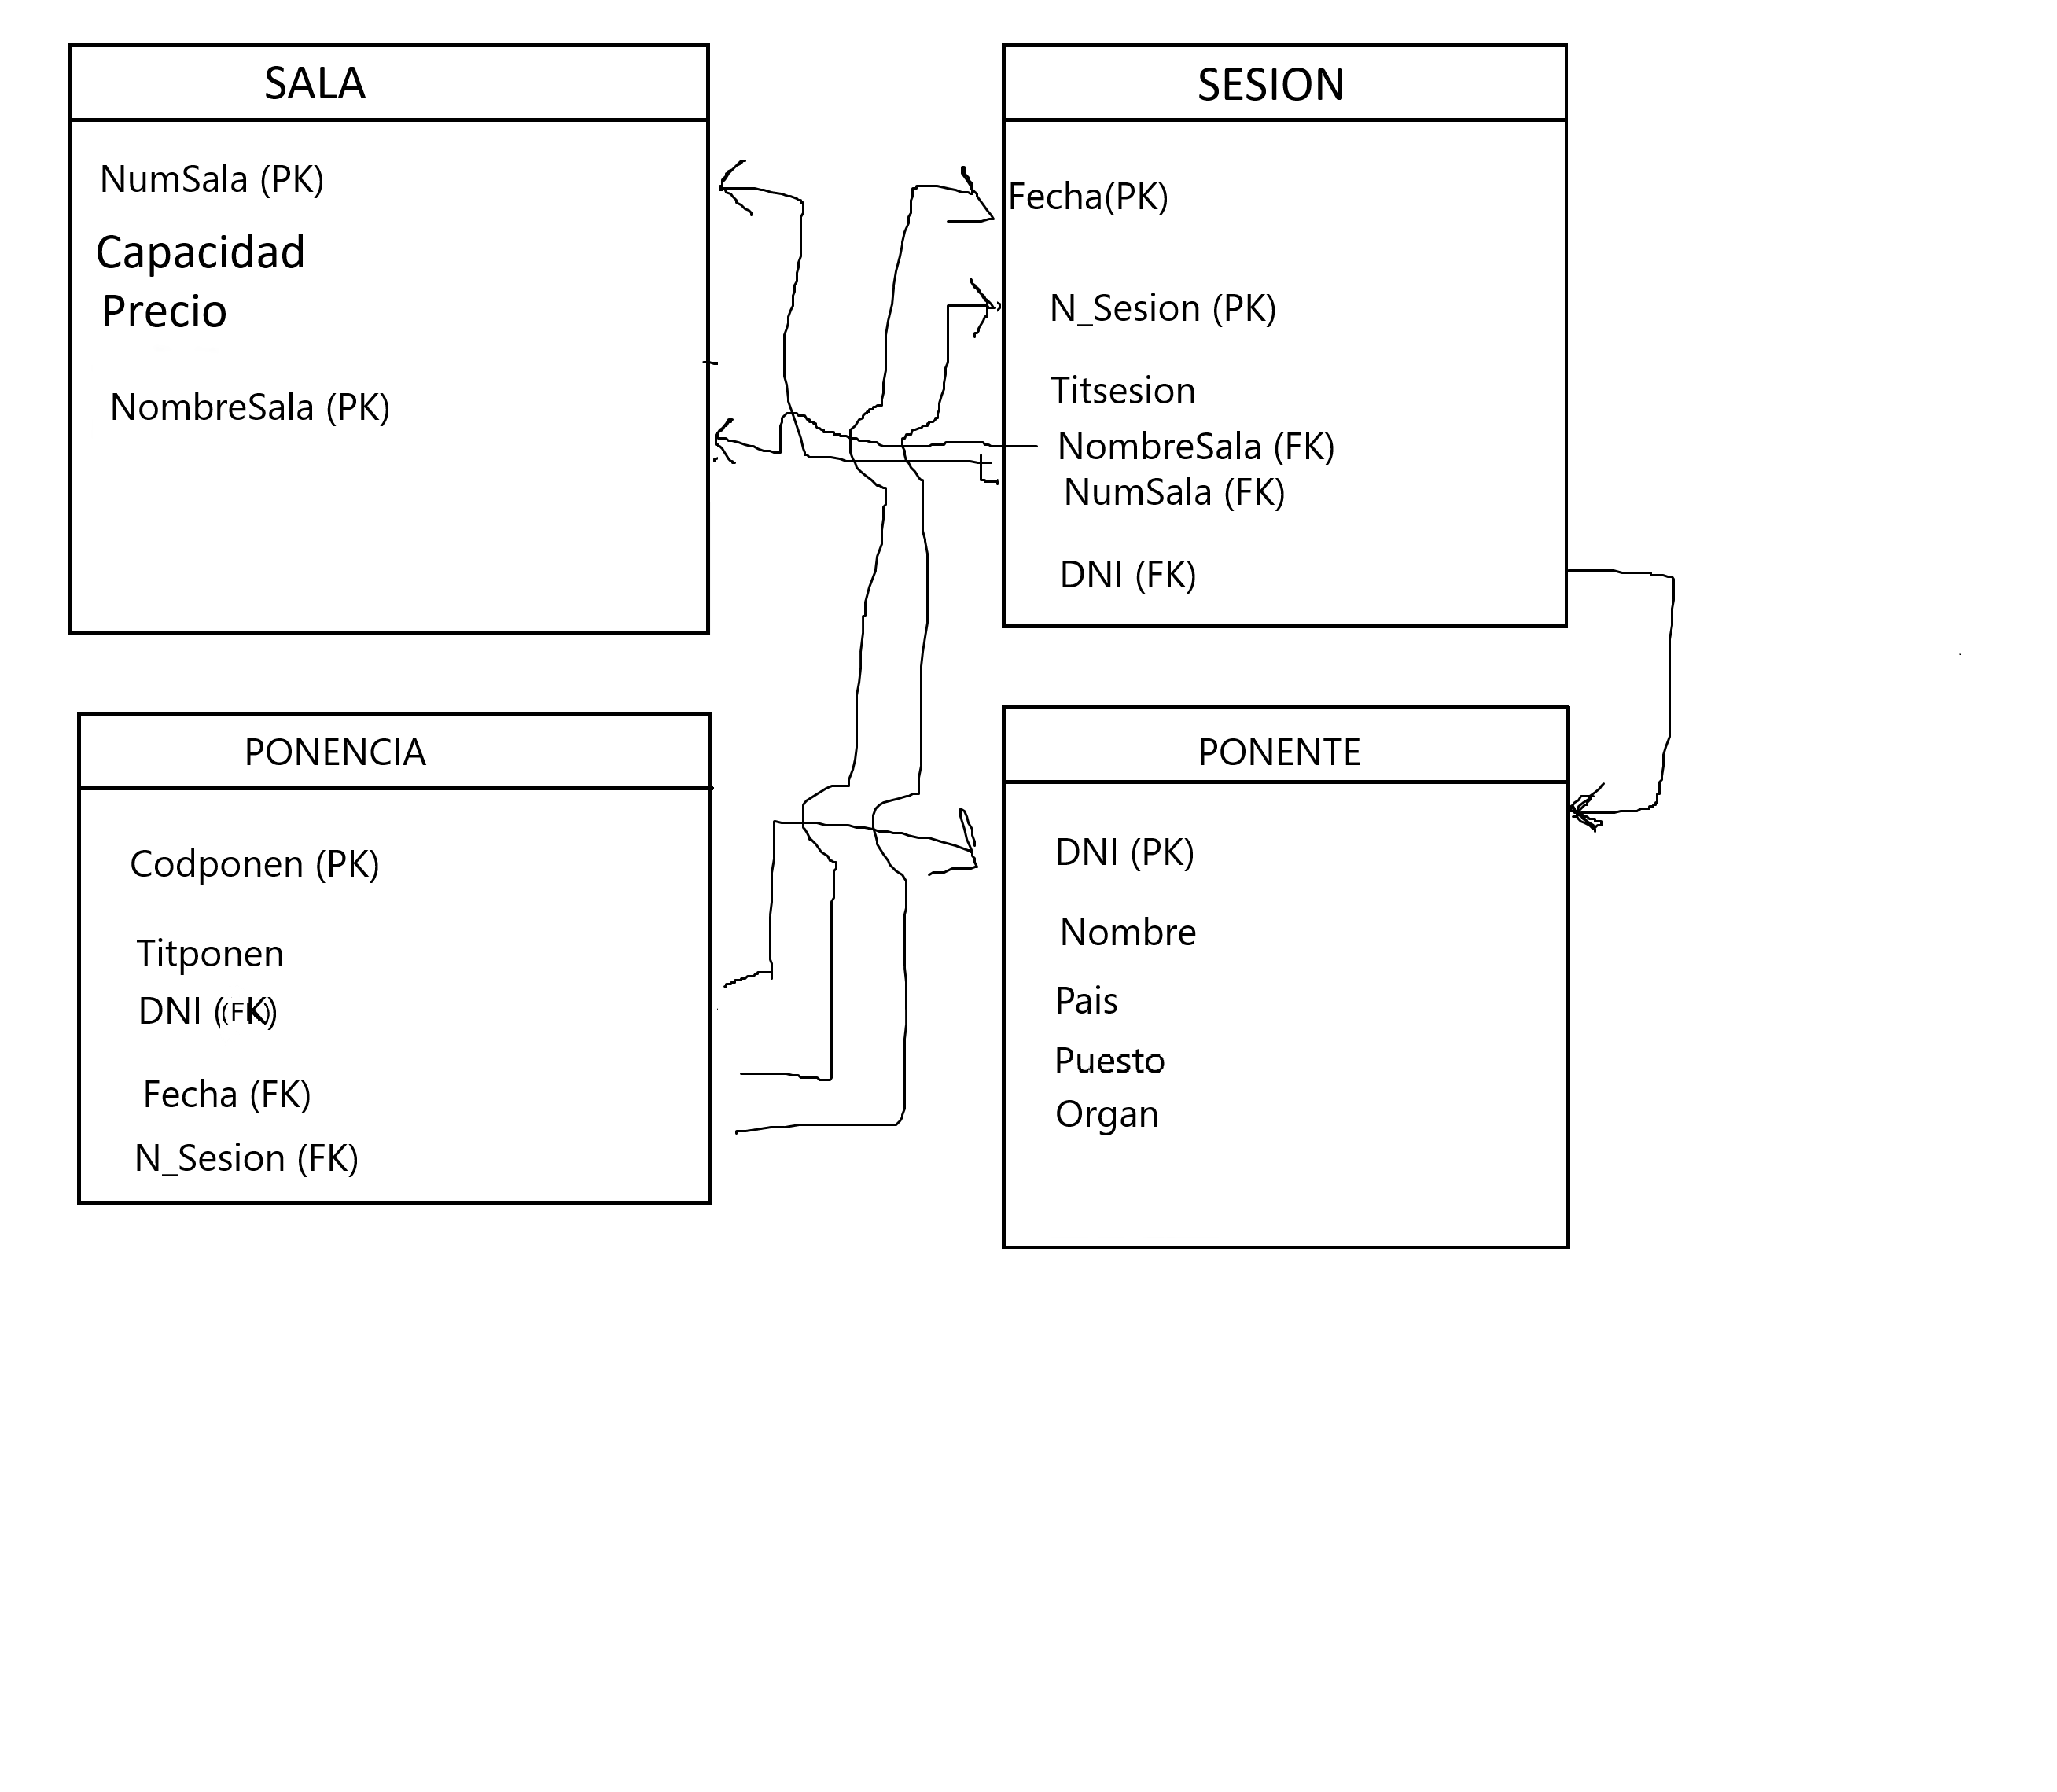 SALA
NumSala (PK)
Capacidad
Precio
NombreSala (PK)
SESION
Fecha(PK)
N_Sesion (PK)
Titsesion
NombreSala (FK)
NumSala (FK)
DNI (FK)
PONENCIA
Codponen (PK)
Titponen
DNI (FK)
Fecha (FK)
N_Sesion (FK)
PONENTE
DNI (PK)
Nombre
Pais
Puesto
Organ